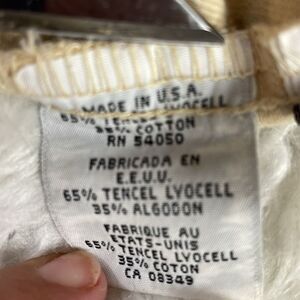 MADE IN U.S.A.
65% TENCEL LYOCELL
35% COTTON
RN 54050
FABRICADA EN
E.E.U.U.
65% TENCEL LYOCELL
35% ALGODON
FABRIQUE AU
ETATS-UNIS
65% TENCEL LYOCELL
35% COTON
CA 08349